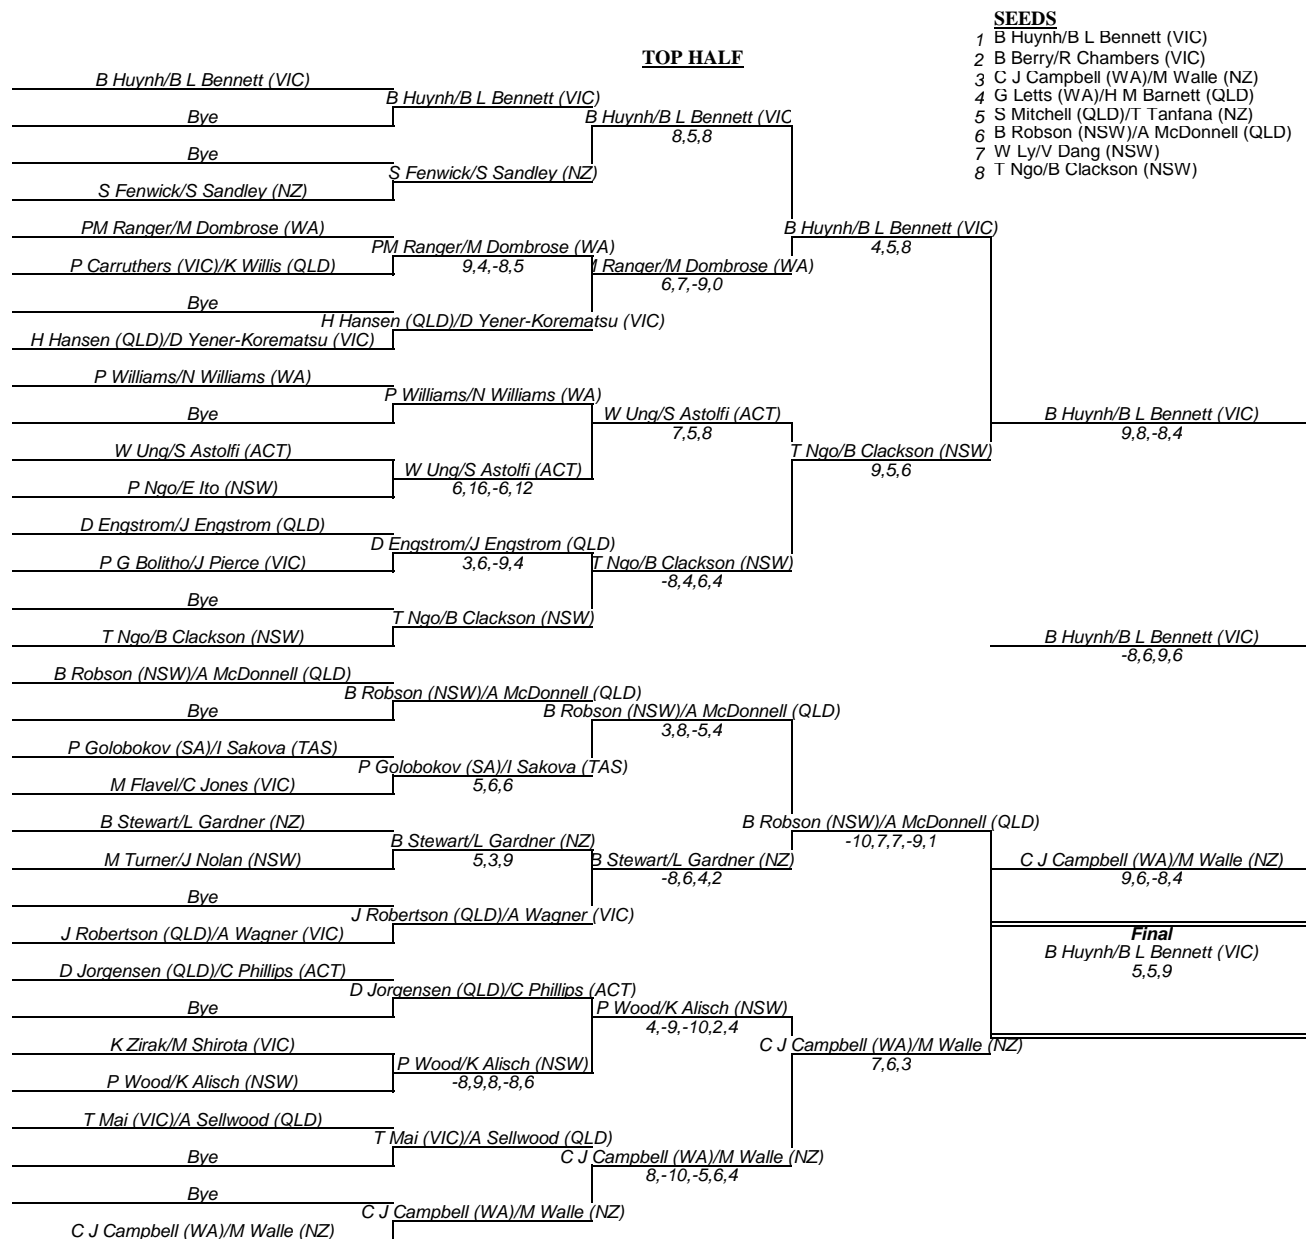 SEEDS
1 B Huynh/B L Bennett (VIC)
2 B Berry/R Chambers (VIC)
3 C J Campbell (WA)/M Walle (NZ)
4 G Letts (WA)/H M Barnett (QLD)
5 S Mitchell (QLD)/T Tanfana (NZ)
6 B Robson (NSW)/A McDonnell (QLD)
7 W Ly/V Dang (NSW)
8 T Ngo/B Clackson (NSW)
TOP HALF
B Huynh/B L Bennett (VIC)
Bye
Bye
S Fenwick/S Sandley (NZ)
PM Ranger/M Dombrose (WA)
P Carruthers (VIC)/K Willis (QLD)
Bye
H Hansen (QLD)/D Yener-Korematsu (VIC)
P Williams/N Williams (WA)
Bye
W Ung/S Astolfi (ACT)
P Ngo/E Ito (NSW)
D Engstrom/J Engstrom (QLD)
P G Bolitho/J Pierce (VIC)
Bye
T Ngo/B Clackson (NSW)
B Robson (NSW)/A McDonnell (QLD)
Bye
P Golobokov (SA)/I Sakova (TAS)
M Flavel/C Jones (VIC)
B Stewart/L Gardner (NZ)
M Turner/J Nolan (NSW)
Bye
J Robertson (QLD)/A Wagner (VIC)
D Jorgensen (QLD)/C Phillips (ACT)
Bye
K Zirak/M Shirota (VIC)
P Wood/K Alisch (NSW)
T Mai (VIC)/A Sellwood (QLD)
Bye
Bye
C J Campbell (WA)/M Walle (NZ)
B Huynh/B L Bennett (VIC)
S Fenwick/S Sandley (NZ)
PM Ranger/M Dombrose (WA)
9,4,-8,5
H Hansen (QLD)/D Yener-Korematsu (VIC)
P Williams/N Williams (WA)
W Ung/S Astolfi (ACT)
6,16,-6,12
D Engstrom/J Engstrom (QLD)
3,6,-9,4
T Ngo/B Clackson (NSW)
B Robson (NSW)/A McDonnell (QLD)
P Golobokov (SA)/I Sakova (TAS)
5,6,6
B Stewart/L Gardner (NZ)
5,3,9
J Robertson (QLD)/A Wagner (VIC)
D Jorgensen (QLD)/C Phillips (ACT)
P Wood/K Alisch (NSW)
-8,9,8,-8,6
T Mai (VIC)/A Sellwood (QLD)
C J Campbell (WA)/M Walle (NZ)
B Huynh/B L Bennett (VIC
8,5,8
Ranger/M Dombrose (WA)
6,7,-9,0
W Ung/S Astolfi (ACT)
7,5,8
T Ngo/B Clackson (NSW)
-8,4,6,4
B Robson (NSW)/A McDonnell (QLD)
3,8,-5,4
B Stewart/L Gardner (NZ)
-8,6,4,2
P Wood/K Alisch (NSW)
4,-9,-10,2,4
C J Campbell (WA)/M Walle (NZ)
8,-10,-5,6,4
B Huynh/B L Bennett (VIC)
4,5,8
T Ngo/B Clackson (NSW)
9,5,6
B Robson (NSW)/A McDonnell (QLD)
-10,7,7,-9,1
C J Campbell (WA)/M Walle (NZ)
7,6,3
B Huynh/B L Bennett (VIC)
9,8,-8,4
B Huynh/B L Bennett (VIC)
-8,6,9,6
C J Campbell (WA)/M Walle (NZ)
9,6,-8,4
Final
B Huynh/B L Bennett (VIC)
5,5,9